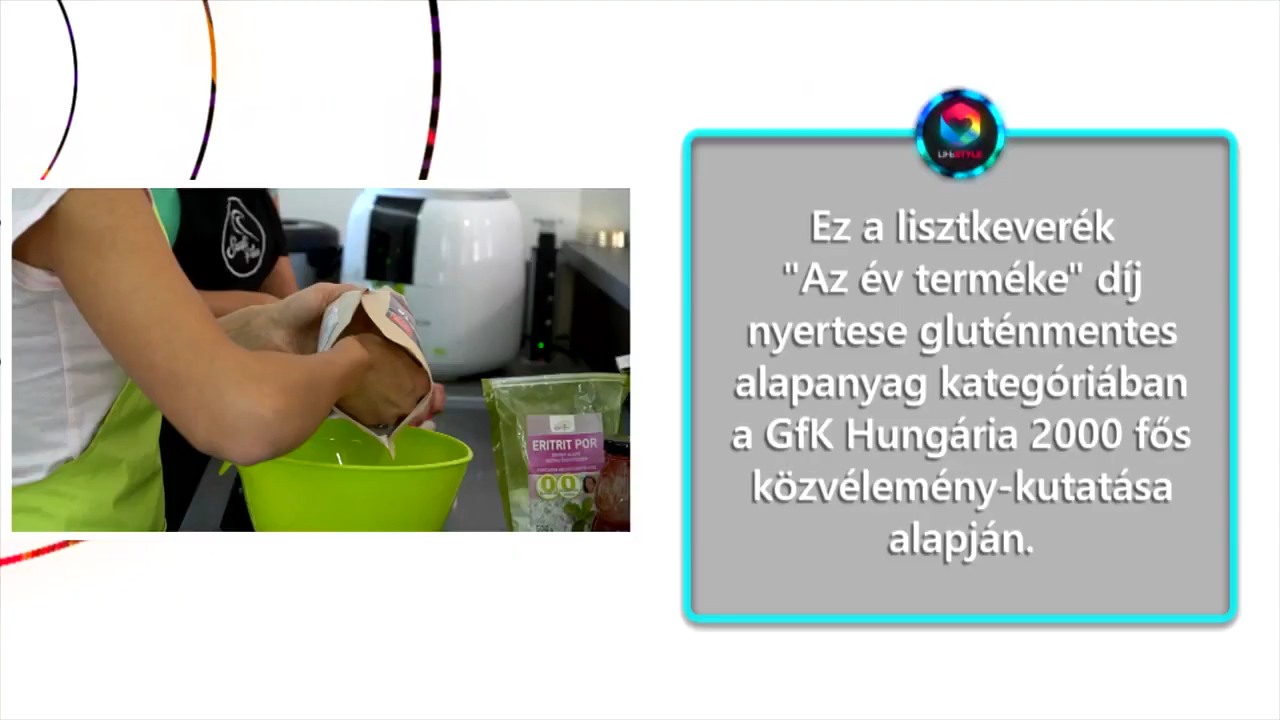 LIFESTYLE
Ez a lisztkeverék
"Az év terméke" díj
nyertese gluténmentes
alapanyag kategóriában
a GfK Hungária 2000 fős
közvélemény-kutatása
alapján.
ERITRIT POR